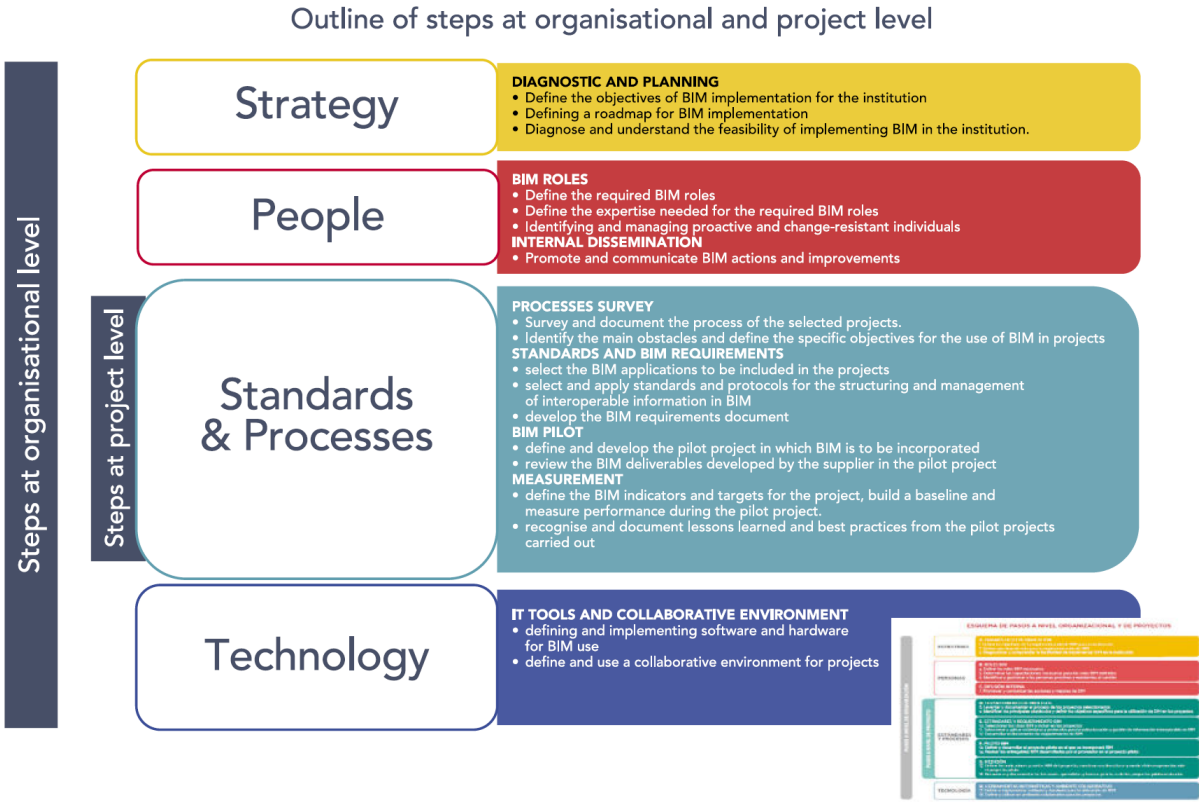 Outline of steps at organisational and project level
Steps at organisational level
Steps at project level
Strategy
DIAGNOSTIC AND PLANNING
• Define the objectives of BIM implementation for the institution
• Defining a roadmap for BIM implementation
• Diagnose and understand the feasibility of implementing BIM in the institution.
People
BIM ROLES
• Define the required BIM roles
• Define the expertise needed for the required BIM roles
• Identifying and managing proactive and change-resistant individuals
INTERNAL DISSEMINATION
• Promote and communicate BIM actions and improvements
Standards
& Processes
PROCESSES SURVEY
• Survey and document the process of the selected projects.
• Identify the main obstacles and define the specific objectives for the use of BIM in projects
STANDARDS AND BIM REQUIREMENTS
• select the BIM applications to be included in the projects
• select and apply standards and protocols for the structuring and management
of interoperable information in BIM
• develop the BIM requirements document
BIM PILOT
• define and develop the pilot project in which BIM is to be incorporated
• review the BIM deliverables developed by the supplier in the pilot project
MEASUREMENT
• define the BIM indicators and targets for the project, build a baseline and
measure performance during the pilot project.
• recognise and document lessons learned and best practices from the pilot projects
carried out
Technology
IT TOOLS AND COLLABORATIVE ENVIRONMENT
• defining and implementing software and hardware
for BIM use
• define and use a collaborative environment for projects
ESQUEMA DE PASOS A NIVEL ORGANIZACIONAL Y DE PROYECTOS
PERSONAS
ESTÁNDARES
Y PROCESOS
TECNOLOGÍA